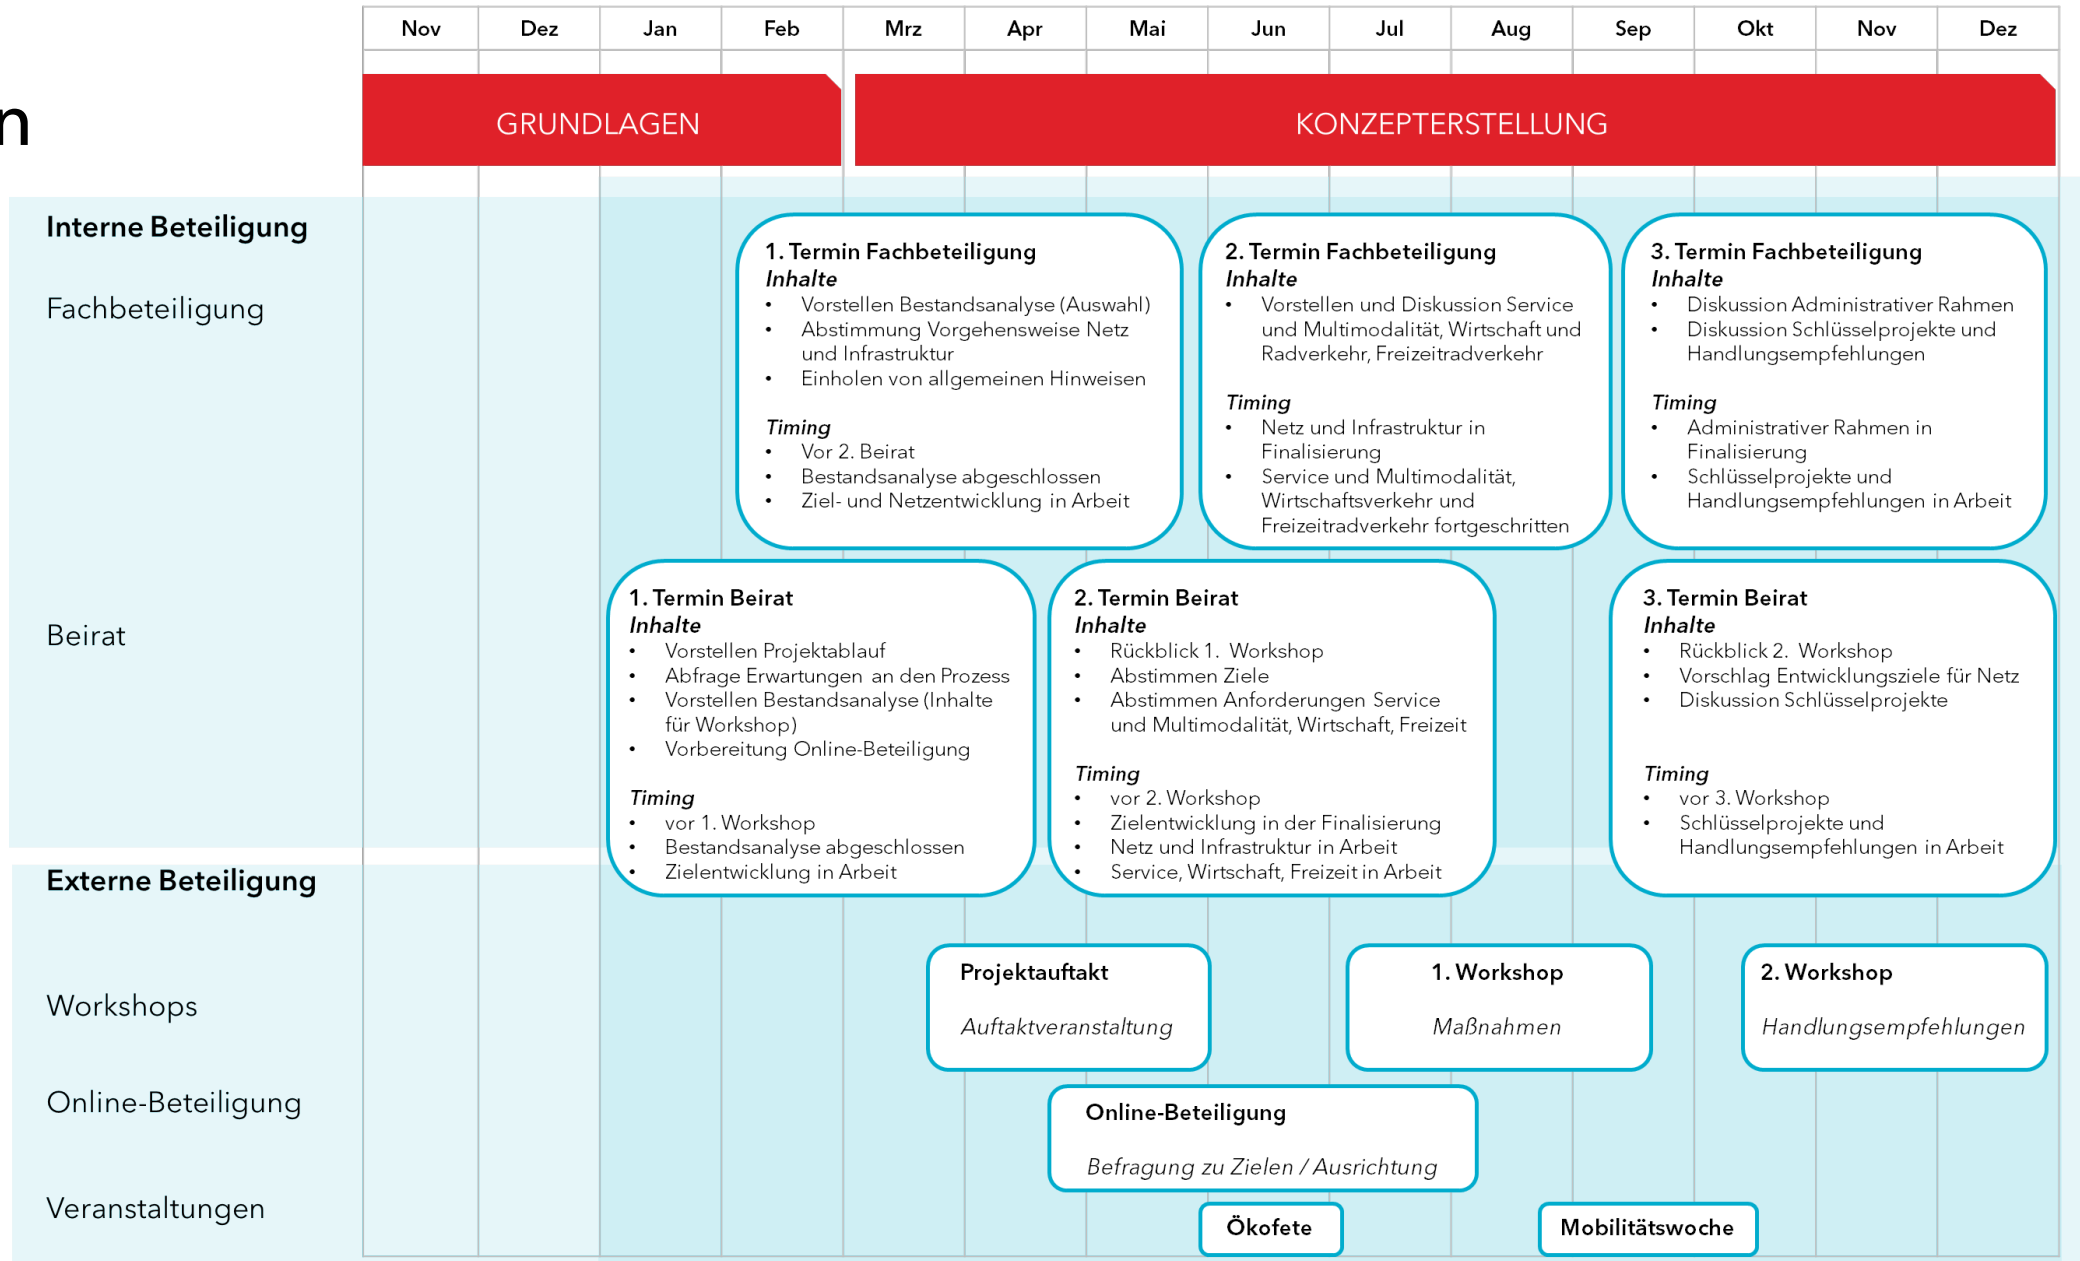 Nov Dez Jan Feb Mrz Apr Mai Jun Jul Aug Sep Okt Nov Dez
n
GRUNDLAGEN
KONZEPTERSTELLUNG
Interne Beteiligung
Fachbeteiligung
1. Termin Fachbeteiligung
Inhalte
• Vorstellen Bestandsanalyse (Auswahl)
• Abstimmung Vorgehensweise Netz
und Infrastruktur
• Einholen von allgemeinen Hinweisen
Timing
• Vor 2. Beirat
• Bestandsanalyse abgeschlossen
• Ziel- und Netzentwicklung in Arbeit
2. Termin Fachbeteiligung
Inhalte
• Vorstellen und Diskussion Service
und Multimodalität, Wirtschaft und
Radverkehr, Freizeitradverkehr
Timing
• Netz und Infrastruktur in
Finalisierung
• Service und Multimodalität,
Wirtschaftsverkehr und
Freizeitradverkehr fortgeschritten
3. Termin Fachbeteiligung
Inhalte
• Diskussion Administrativer Rahmen
• Diskussion Schlüsselprojekte und
Handlungsempfehlungen
Timing
• Administrativer Rahmen in
Finalisierung
• Schlüsselprojekte und
Handlungsempfehlungen in Arbeit
Beirat
1. Termin Beirat
Inhalte
• Vorstellen Projektablauf
• Abfrage Erwartungen an den Prozess
• Vorstellen Bestandsanalyse (Inhalte
für Workshop)
• Vorbereitung Online-Beteiligung
Timing
• vor 1. Workshop
• Bestandsanalyse abgeschlossen
• Zielentwicklung in Arbeit
2. Termin Beirat
Inhalte
• Rückblick 1. Workshop
• Abstimmen Ziele
• Abstimmen Anforderungen Service
und Multimodalität, Wirtschaft, Freizeit
Timing
• vor 2. Workshop
• Zielentwicklung in der Finalisierung
• Netz und Infrastruktur in Arbeit
• Service, Wirtschaft, Freizeit in Arbeit
3. Termin Beirat
Inhalte
• Rückblick 2. Workshop
• Vorschlag Entwicklungsziele für Netz
• Diskussion Schlüsselprojekte
Timing
• vor 3. Workshop
• Schlüsselprojekte und
Handlungsempfehlungen in Arbeit
Externe Beteiligung
Workshops
Projektauftakt
Auftaktveranstaltung
1. Workshop
Maßnahmen
2. Workshop
Handlungsempfehlungen
Online-Beteiligung
Online-Beteiligung
Befragung zu Zielen / Ausrichtung
Veranstaltungen
Ökofete
Mobilitätswoche